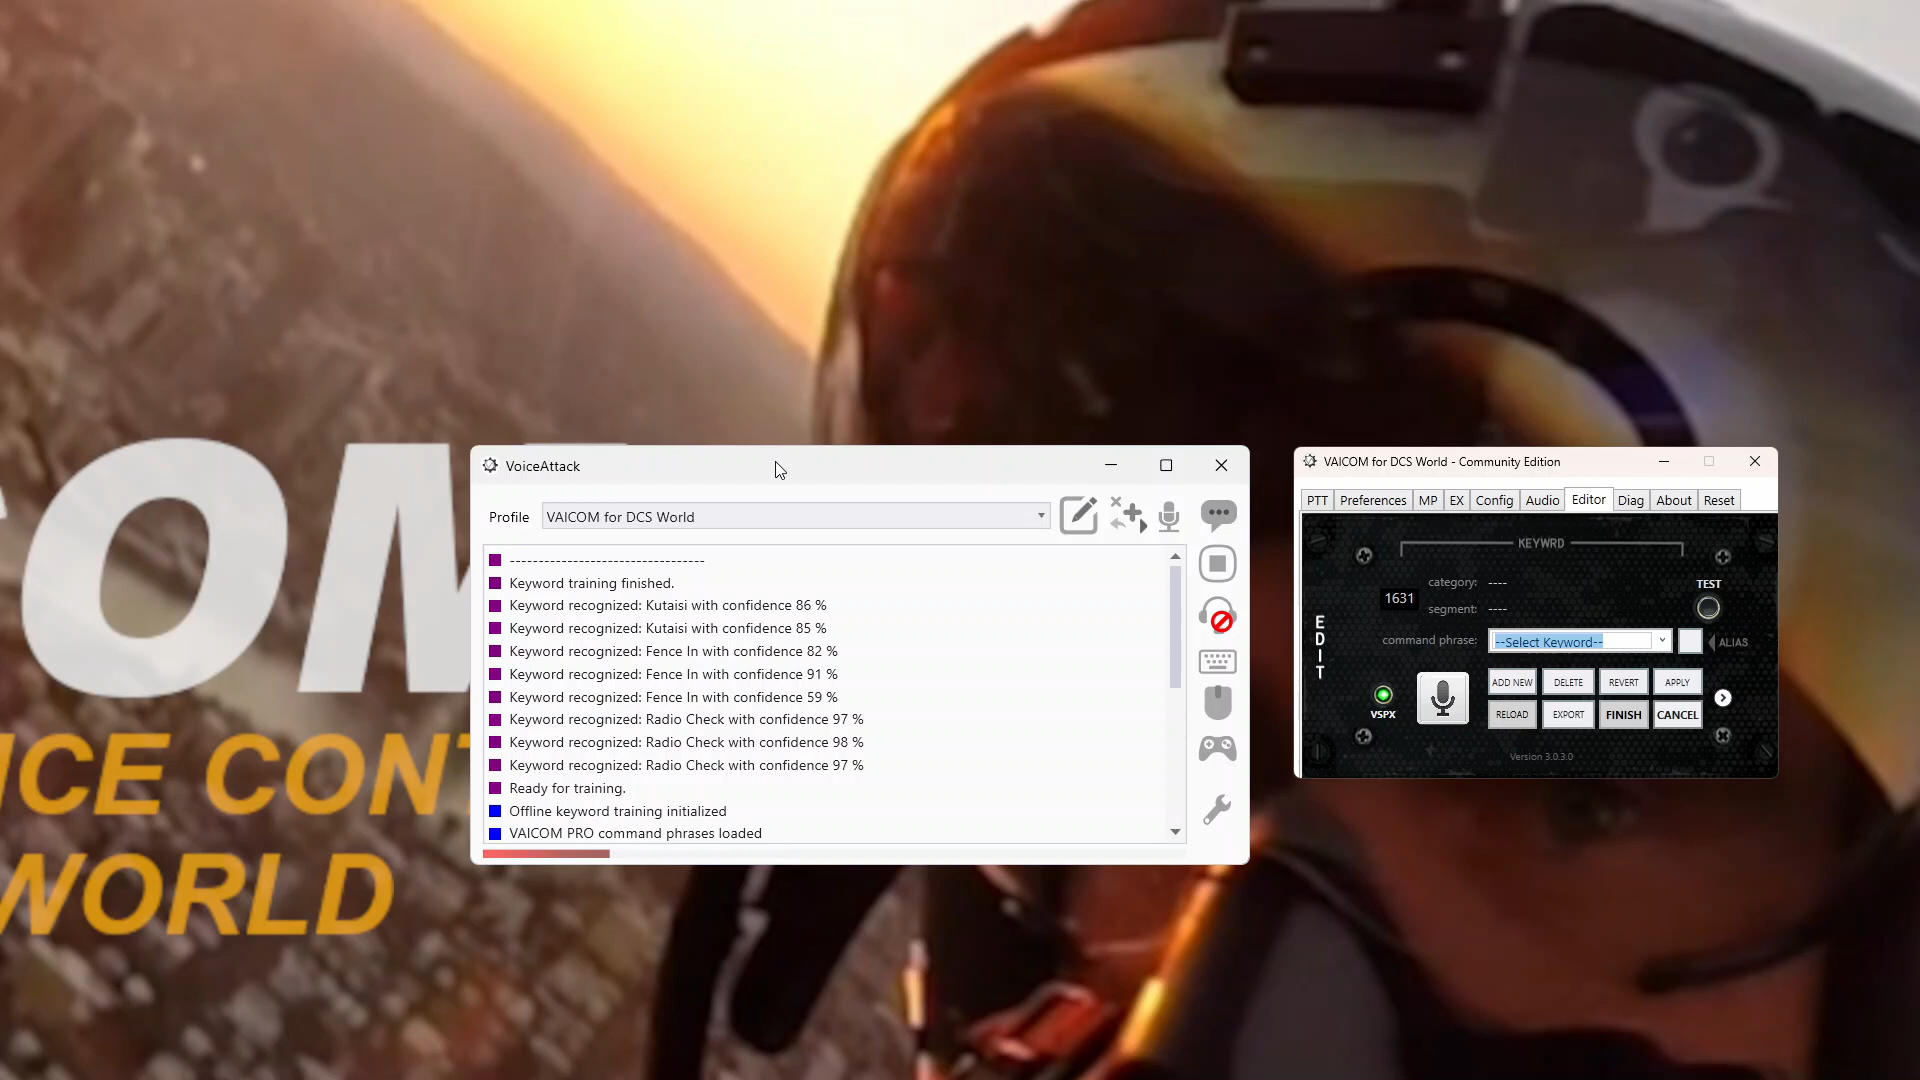 OM
ICE CONT
WORLD
VoiceAttack
Profile
VAICOM for DCS World
----------------------------------
Keyword training finished.
Keyword recognized: Kutaisi with confidence 86 %
Keyword recognized: Kutaisi with confidence 85 %
Keyword recognized: Fence In with confidence 82 %
Keyword recognized: Fence In with confidence 91 %
Keyword recognized: Fence In with confidence 59 %
Keyword recognized: Radio Check with confidence 97 %
Keyword recognized: Radio Check with confidence 98 %
Keyword recognized: Radio Check with confidence 97 %
Ready for training.
Offline keyword training initialized
VAICOM PRO command phrases loaded
VAICOM for DCS World - Community Edition
PTT Preferences MP EX Config Audio Editor Diag About Reset
KEYWRD
category: ----
TEST
1631
segment: ----
EDIT
command phrase: --Select Keyword-- ALIAS
ADD NEW DELETE REVERT APPLY
VSPX
RELOAD EXPORT FINISH CANCEL
Version 3.0.3.0